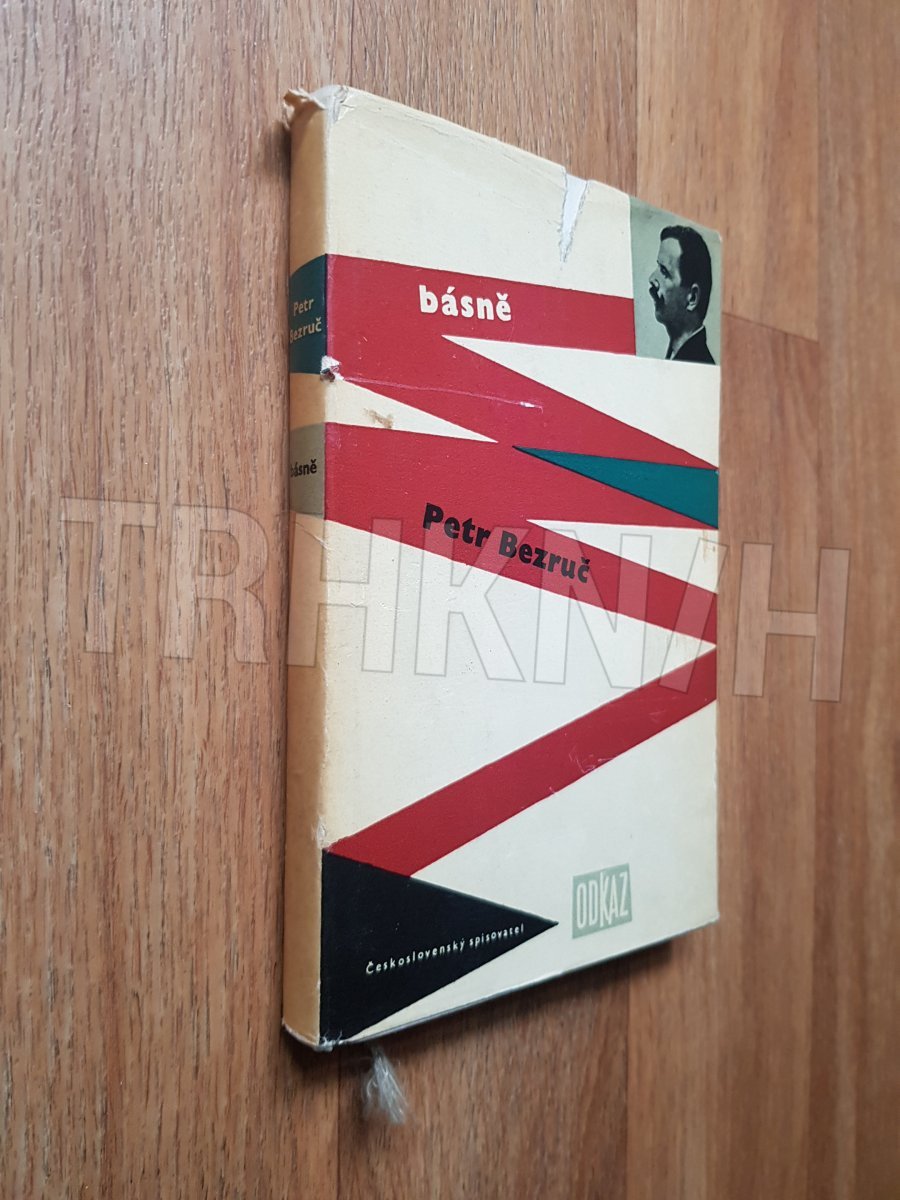 Petr
Bezruč
básně
básně
Petr Bezruč
Československý spisovatel
ODKAZ
TRHKNIH